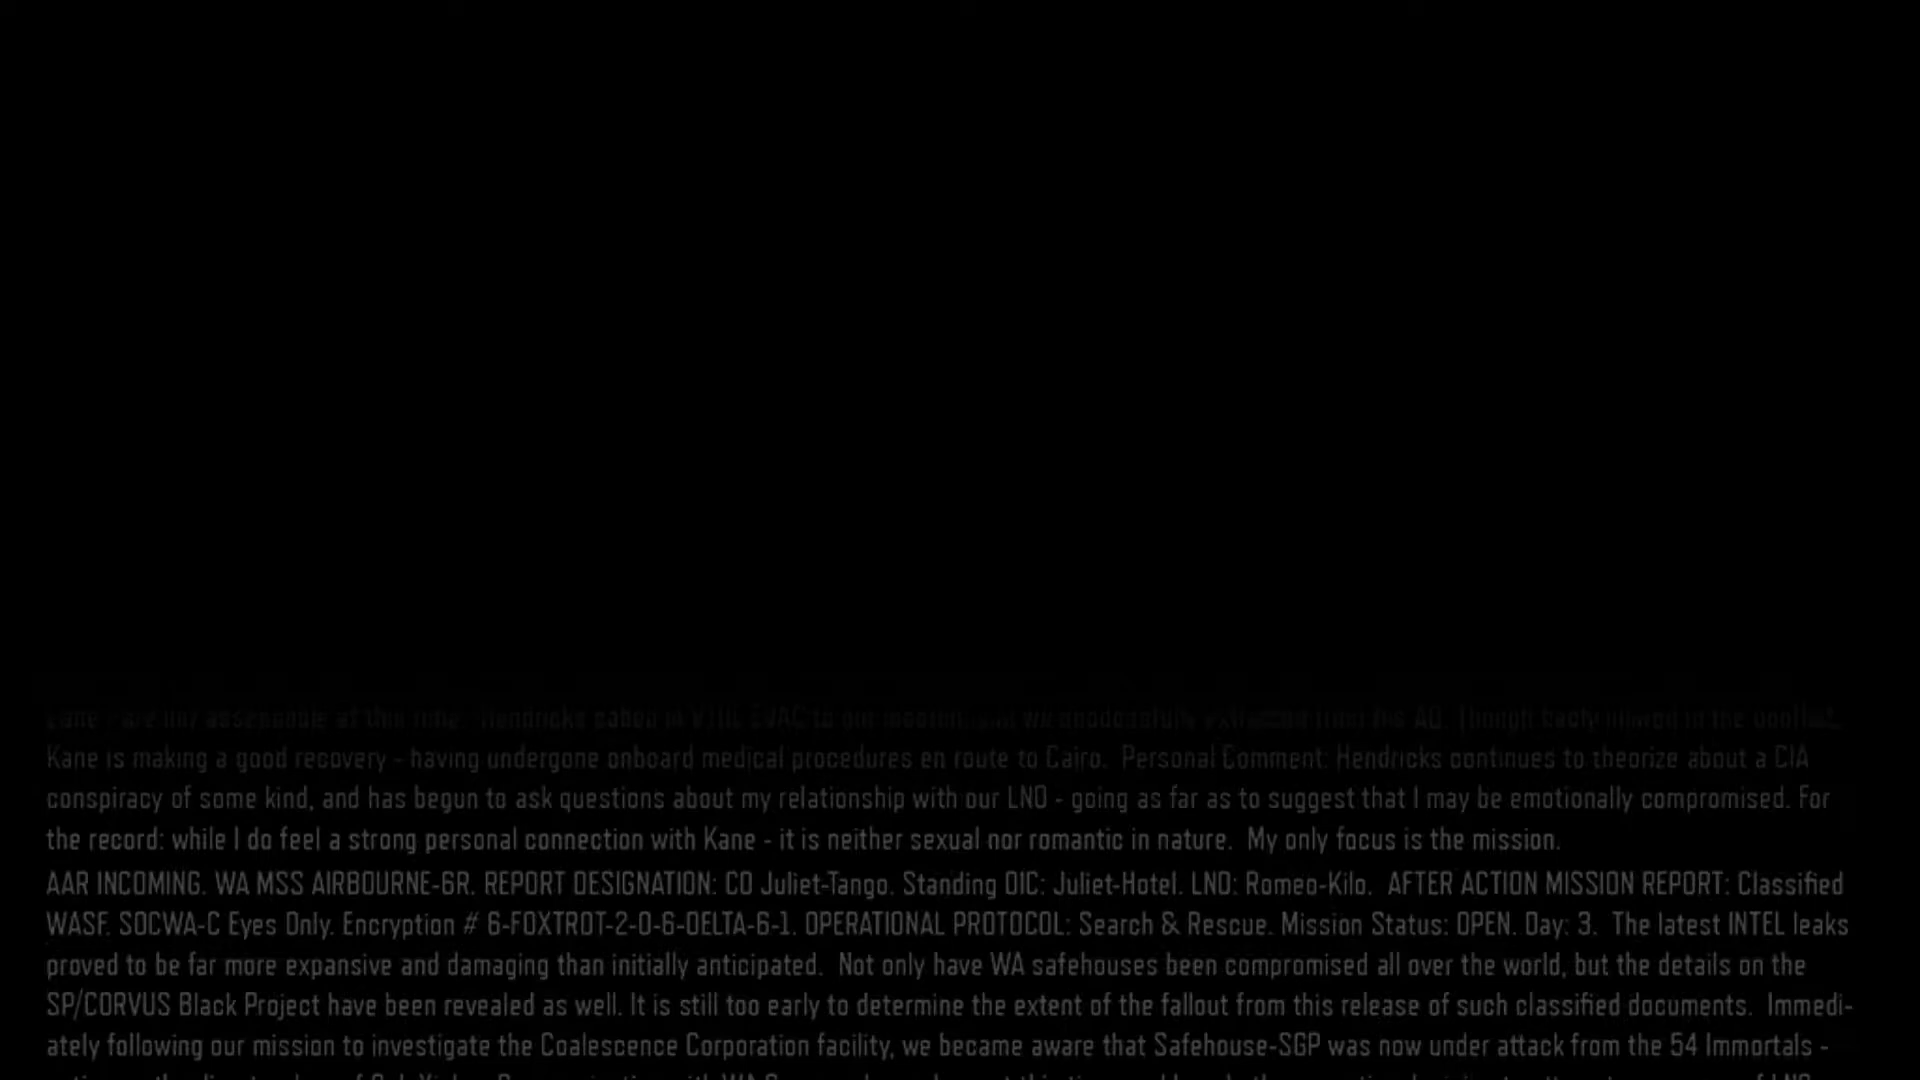 Kane is making a good recovery - having undergone onboard medical procedures en route to Cairo.  Personal Comment: Hendricks continues to theorize about a CIA
conspiracy of some kind, and has begun to ask questions about my relationship with our LNO - going as far as to suggest that I may be emotionally compromised. For
the record: while I do feel a strong personal connection with Kane - it is neither sexual nor romantic in nature.  My only focus is the mission.
AAR INCOMING. WA MSS AIRBOURNE-6R. REPORT DESIGNATION: CO Juliet-Tango. Standing OIC: Juliet-Hotel. LNO: Romeo-Kilo.  AFTER ACTION MISSION REPORT: Classified
WASF. SOCWA-C Eyes Only. Encryption # 6-FOXTROT-2-0-6-DELTA-6-1. OPERATIONAL PROTOCOL: Search & Rescue. Mission Status: OPEN. Day: 3.  The latest INTEL leaks
proved to be far more expansive and damaging than initially anticipated.  Not only have WA safehouses been compromised all over the world, but the details on the
SP/CORVUS Black Project have been revealed as well. It is still too early to determine the extent of the fallout from this release of such classified documents.  Immedi-
ately following our mission to investigate the Coalescence Corporation facility, we became aware that Safehouse-SGP was now under attack from the 54 Immortals -